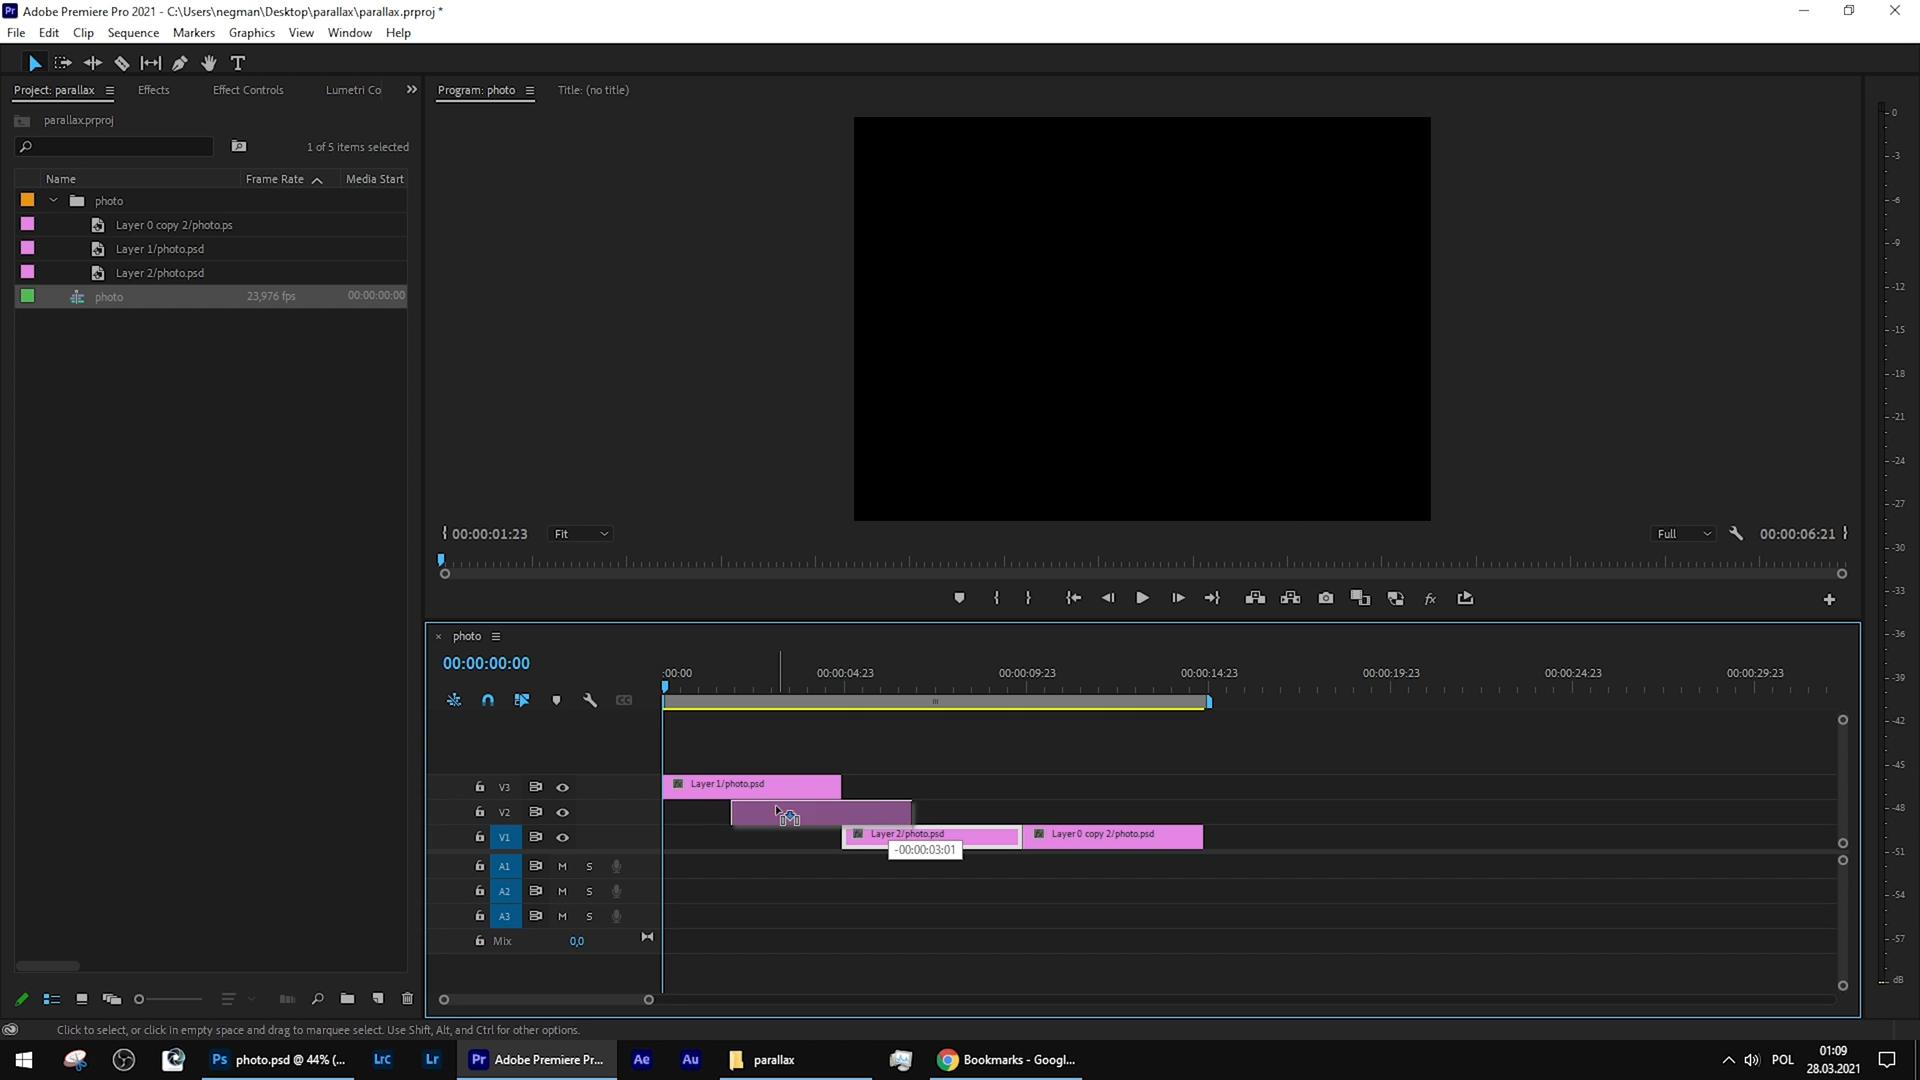 Pr Adobe Premiere Pro 2021 - C:\Users\negman\Desktop\parallax\parallax.prproj *
File Edit Clip Sequence Markers Graphics View Window Help
Project: parallax Effects Effect Controls Lumetri Co
Program: photo Title: (no title)
parallax.prproj
1 of 5 items selected
Name Frame Rate Media Start
photo
Layer 0 copy 2/photo.ps
Layer 1/photo.psd
Layer 2/photo.psd
photo 23,976 fps 00:00:00:00
00:00:01:23 Fit Full 00:00:06:21
photo
00:00:00:00
:00:00 00:00:04:23 00:00:09:23 00:00:14:23 00:00:19:23 00:00:24:23 00:00:29:23
V3 Layer 1/photo.psd
V2
V1 Layer 2/photo.psd Layer 0 copy 2/photo.psd
-00:00:03:01
A1 M S
A2 M S
A3 M S
Mix 0,0
0
-3
-6
-9
-12
-15
-18
-21
-24
-27
-30
-33
-36
-39
-42
-45
-48
-51
-54
-57
dB
Click to select, or click in empty space and drag to marquee select. Use Shift, Alt, and Ctrl for other options.
Ps photo.psd @ 44% (... Lrc Lr Pr Adobe Premiere Pr... Ae Au parallax Bookmarks - Googl... POL 01:09
28.03.2021